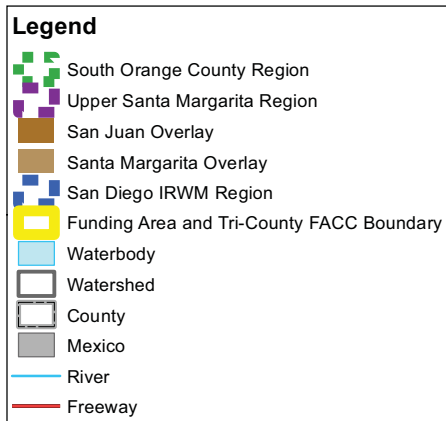 Legend
South Orange County Region
Upper Santa Margarita Region
San Juan Overlay
Santa Margarita Overlay
San Diego IRWM Region
Funding Area and Tri-County FACC Boundary
Waterbody
Watershed
County
Mexico
River
Freeway